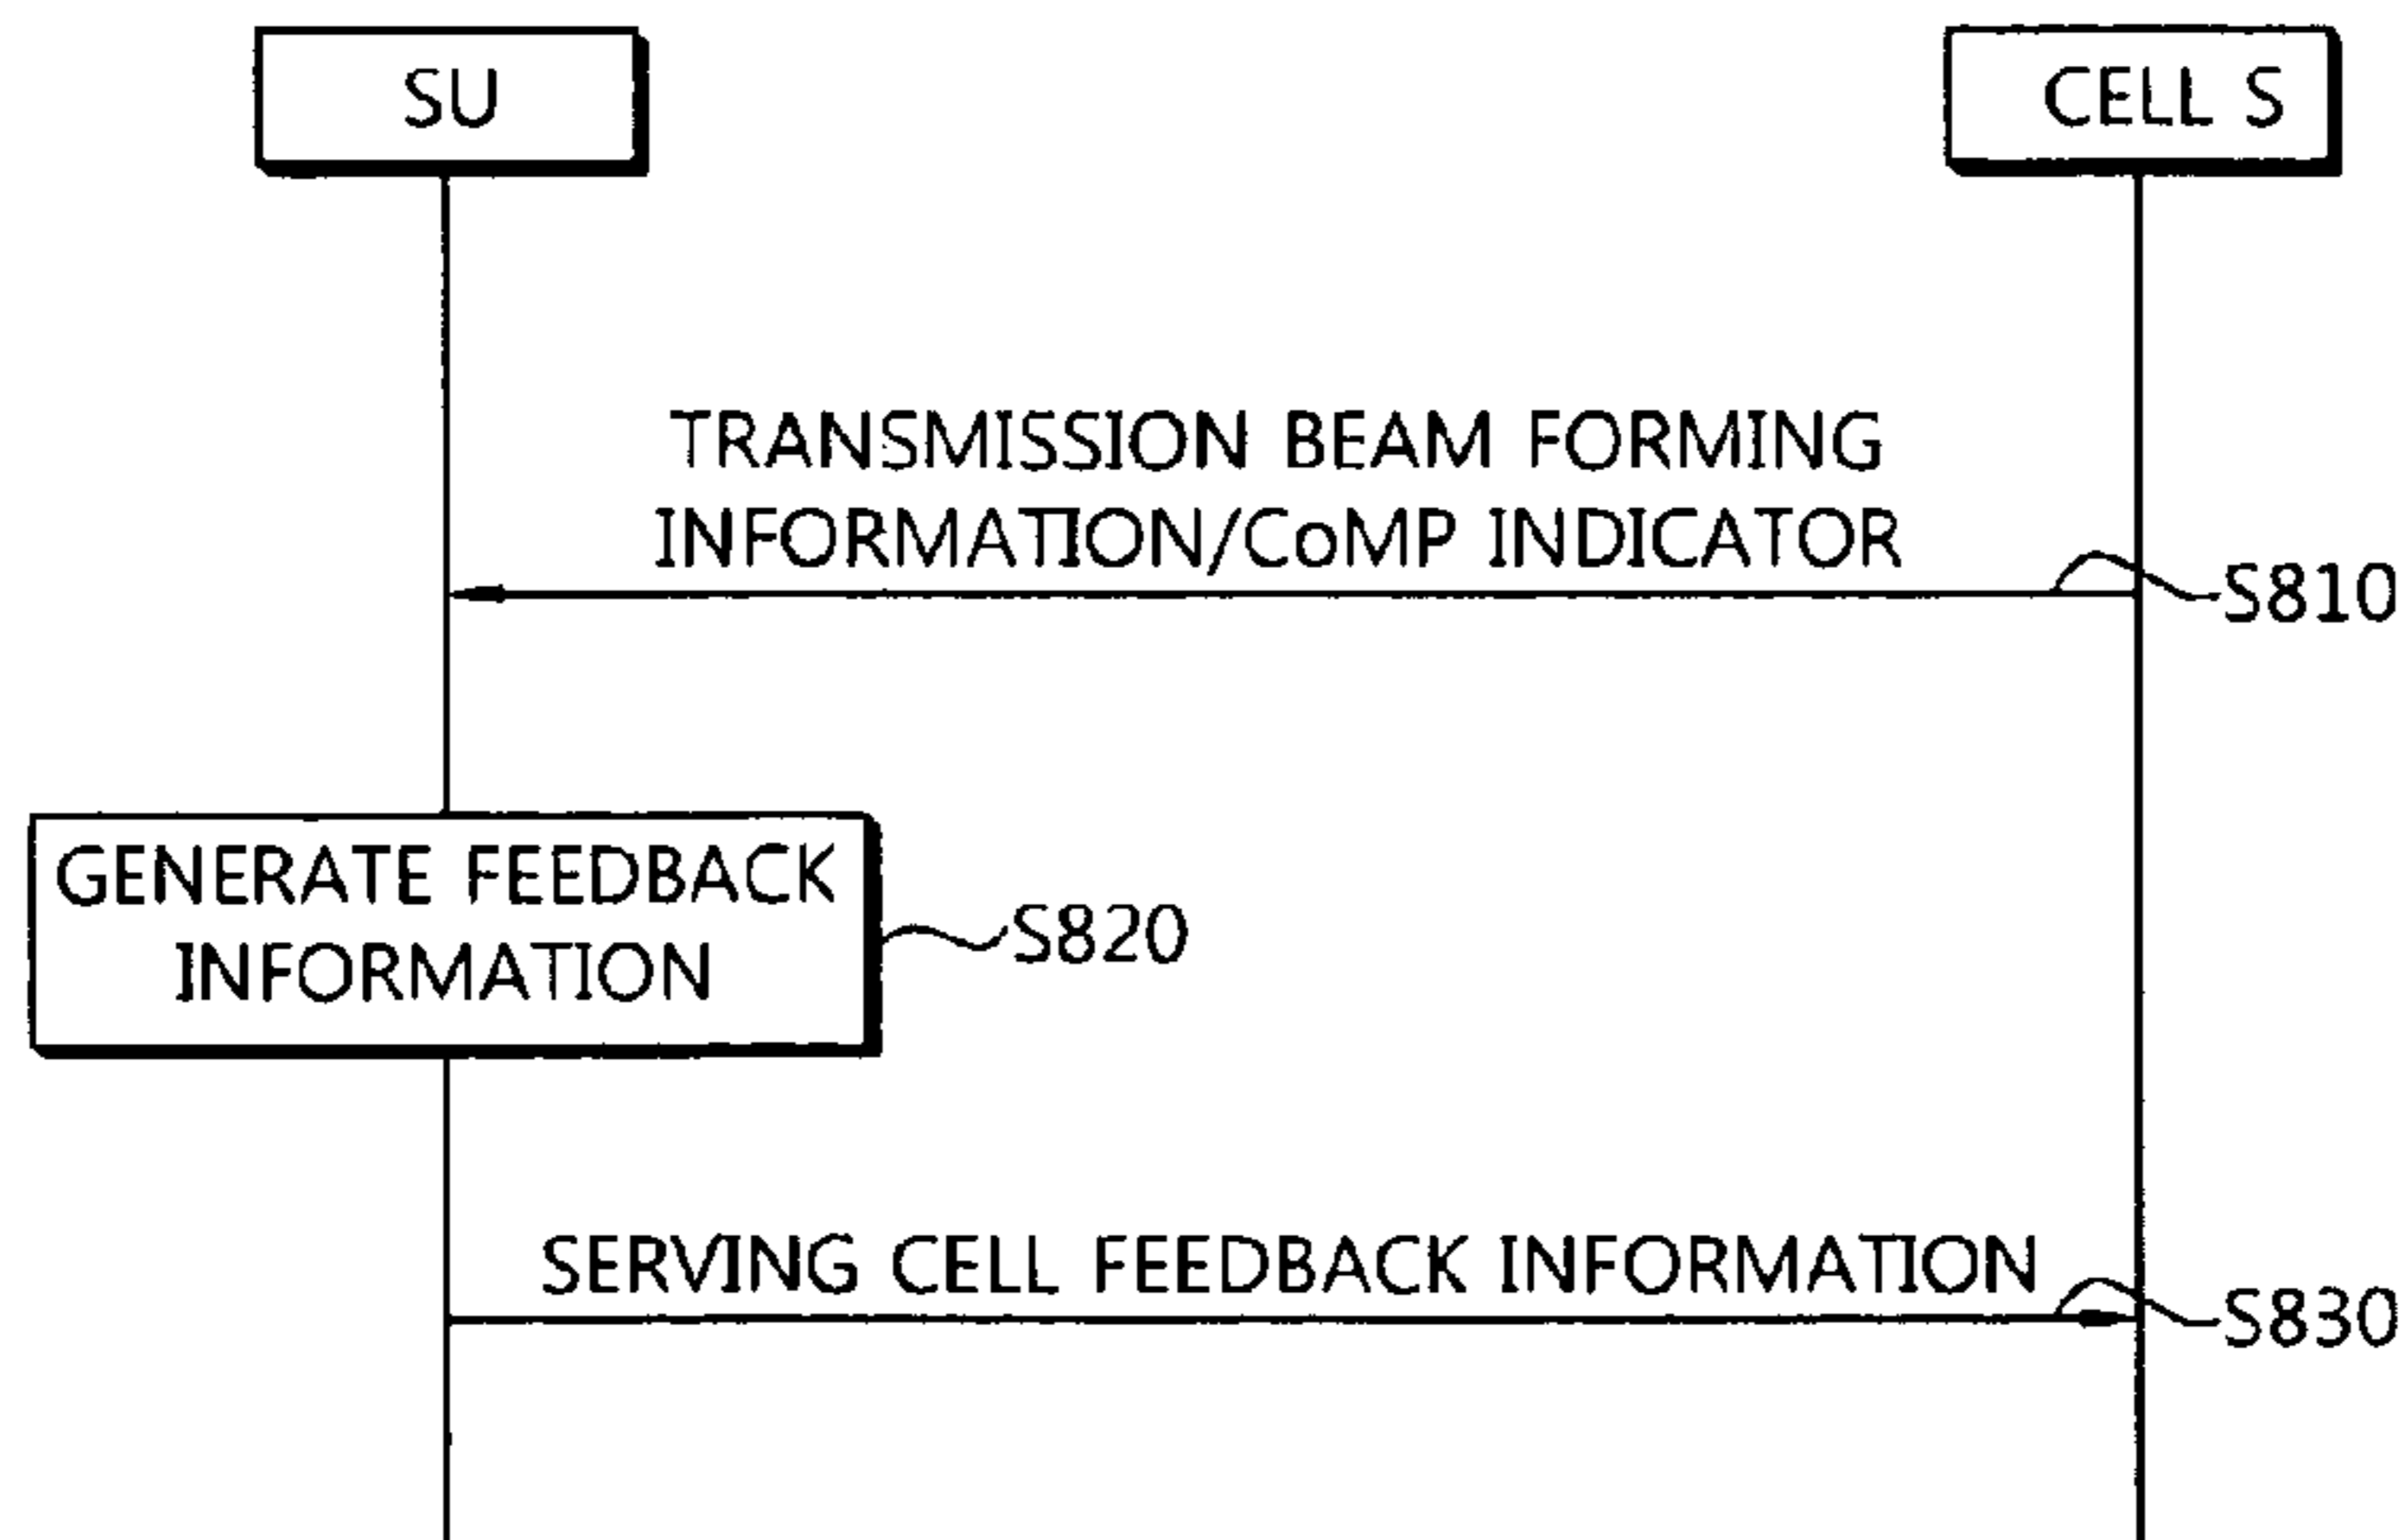 SU
CELL S
TRANSMISSION BEAM FORMING
INFORMATION/CoMP INDICATOR
S810
GENERATE FEEDBACK
INFORMATION
S820
SERVING CELL FEEDBACK INFORMATION
S830